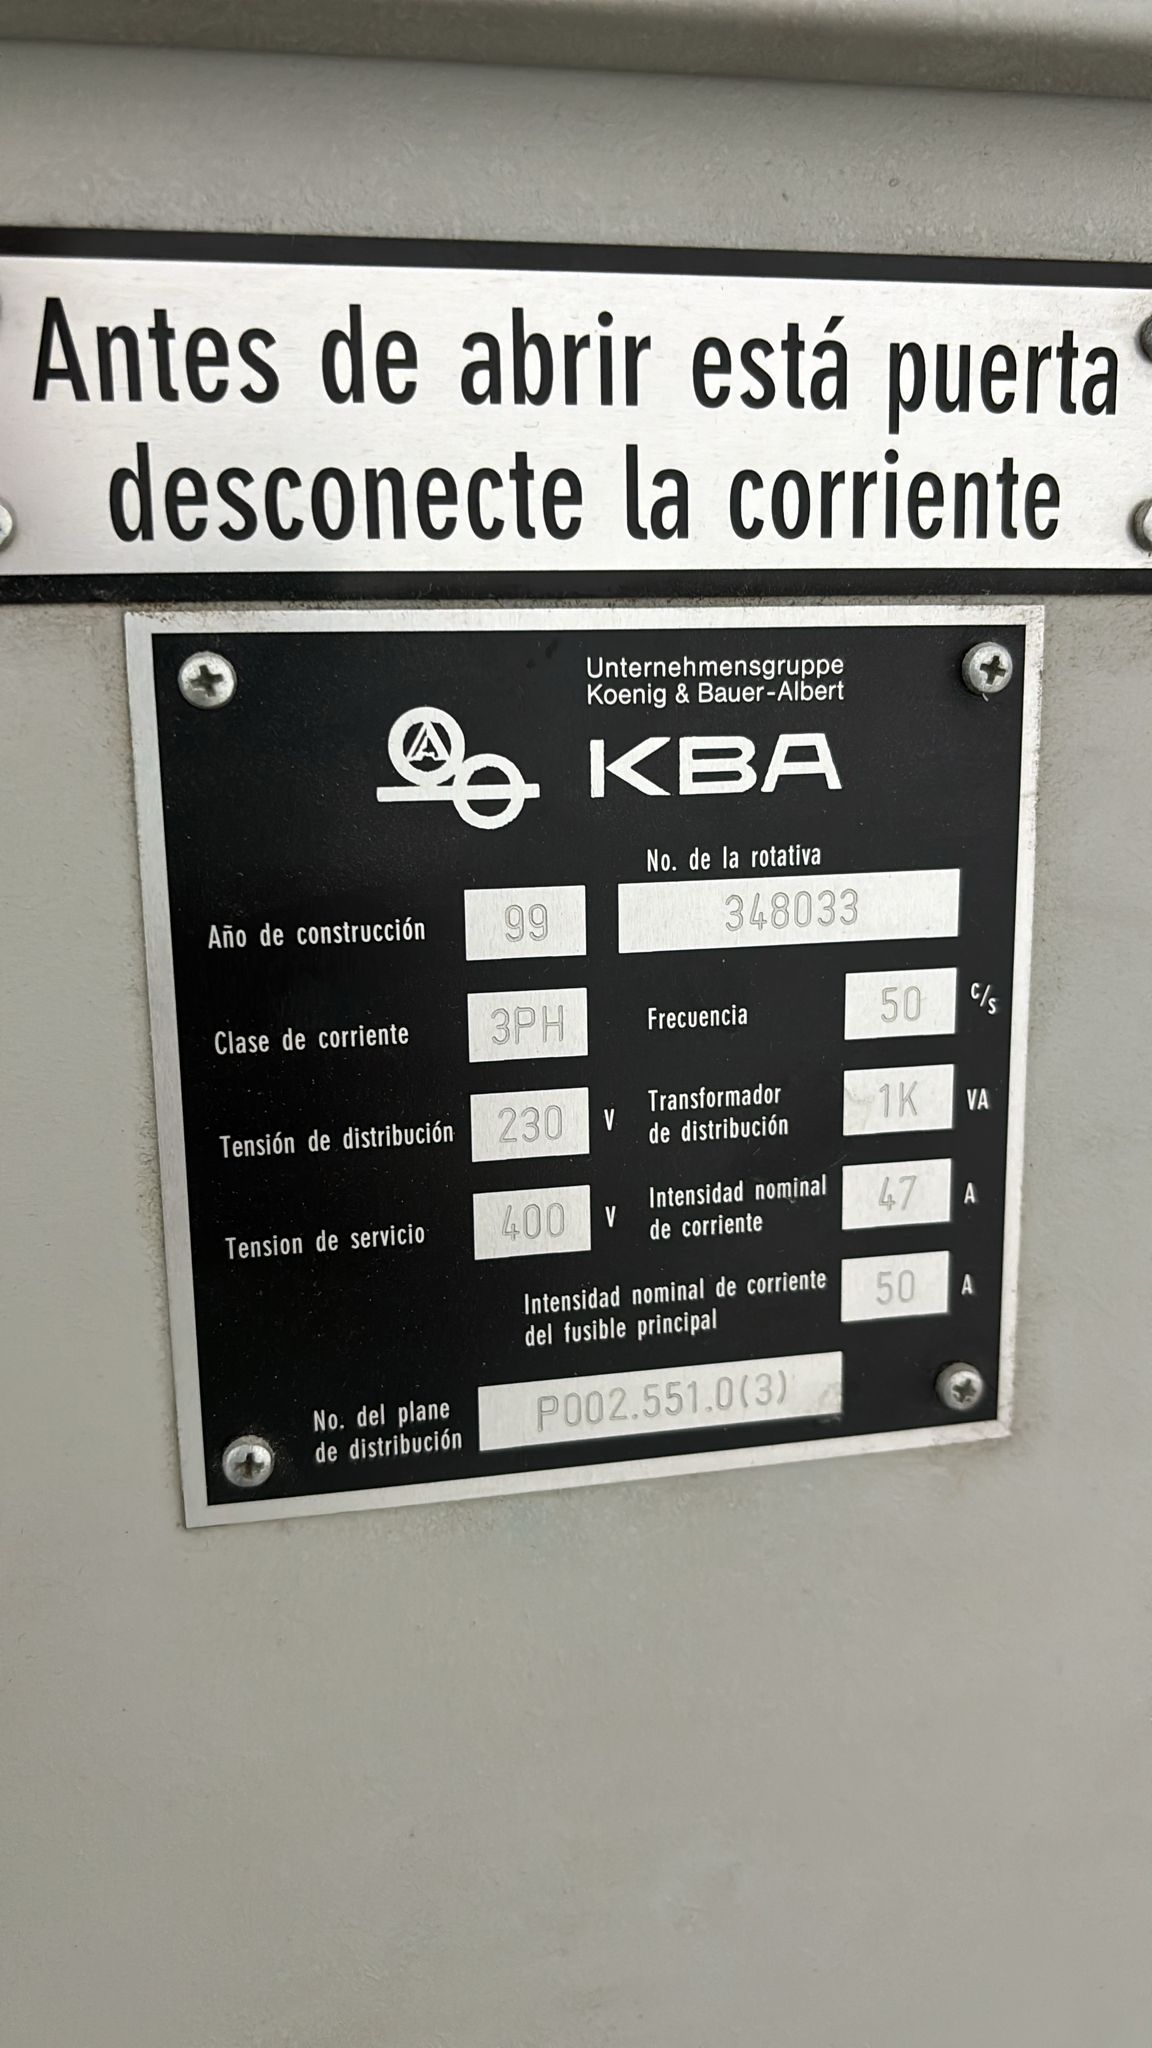 Antes de abrir está puerta
desconecte la corriente
Unternehmensgruppe
Koenig & Bauer-Albert
KBA
No. de la rotativa
Año de construcción 99 348033
Clase de corriente 3PH Frecuencia 50 c/s
Tensión de distribución 230 V Transformador de distribución 1K VA
Tension de servicio 400 V Intensidad nominal de corriente 47 A
Intensidad nominal de corriente
del fusible principal 50 A
No. del plane
de distribución P002.551.0(3)